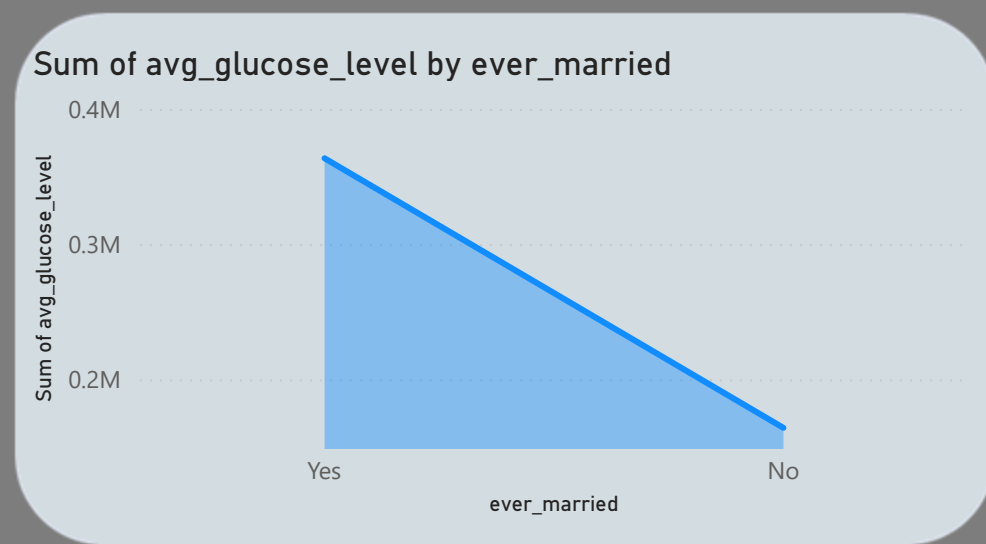 Sum of avg_glucose_level by ever_married
0.4M
0.3M
0.2M
Sum of avg_glucose_level
Yes
No
ever_married